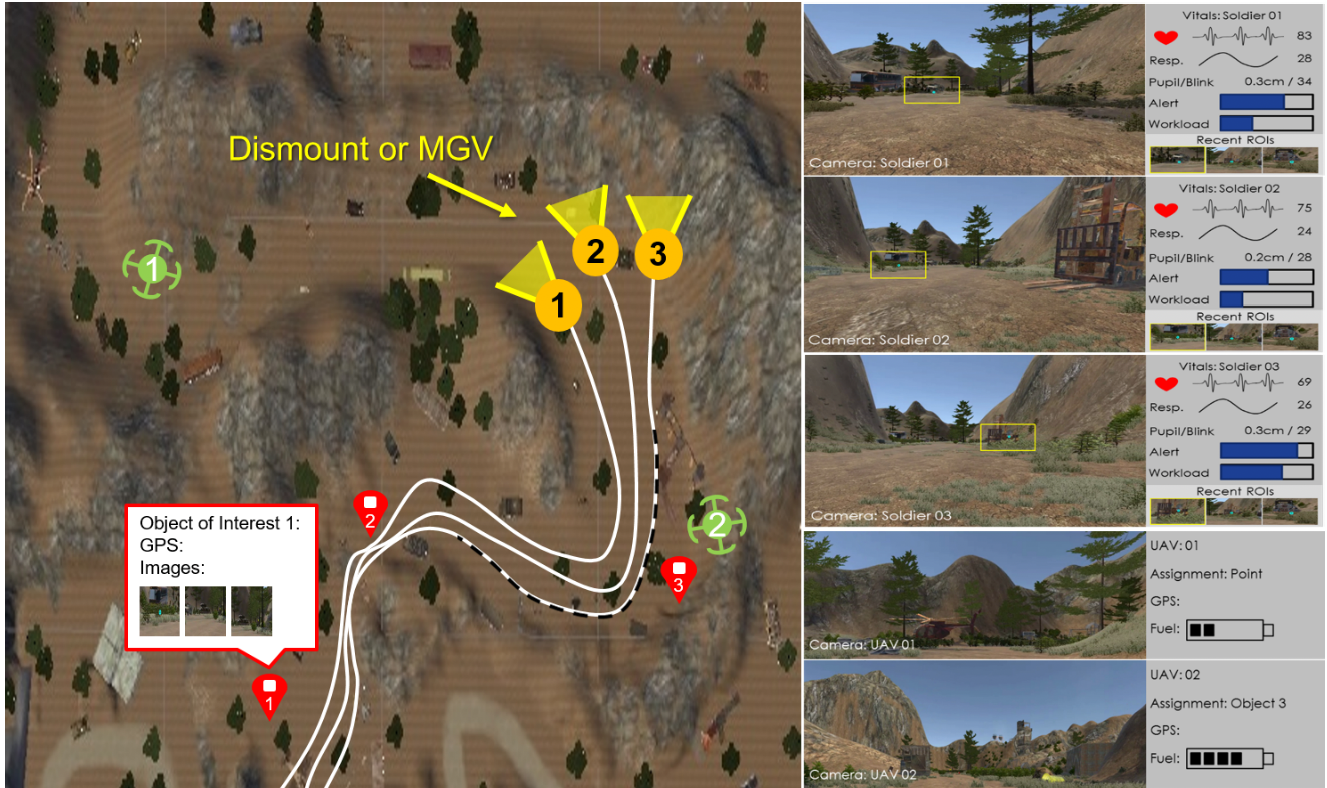 Dismount or MGV
1
2
3
1
2
1
2
3
Object of Interest 1:
GPS:
Images:
Camera: Soldier 01
Vitals: Soldier 01
83
Resp.
28
Pupil/Blink
0.3cm / 34
Alert
Workload
Recent ROIs
Camera: Soldier 02
Vitals: Soldier 02
75
Resp.
24
Pupil/Blink
0.2cm / 28
Alert
Workload
Recent ROIs
Camera: Soldier 03
Vitals: Soldier 03
69
Resp.
26
Pupil/Blink
0.3cm / 29
Alert
Workload
Recent ROIs
Camera: UAV 01
UAV: 01
Assignment: Point
GPS:
Fuel:
Camera: UAV 02
UAV: 02
Assignment: Object 3
GPS:
Fuel: